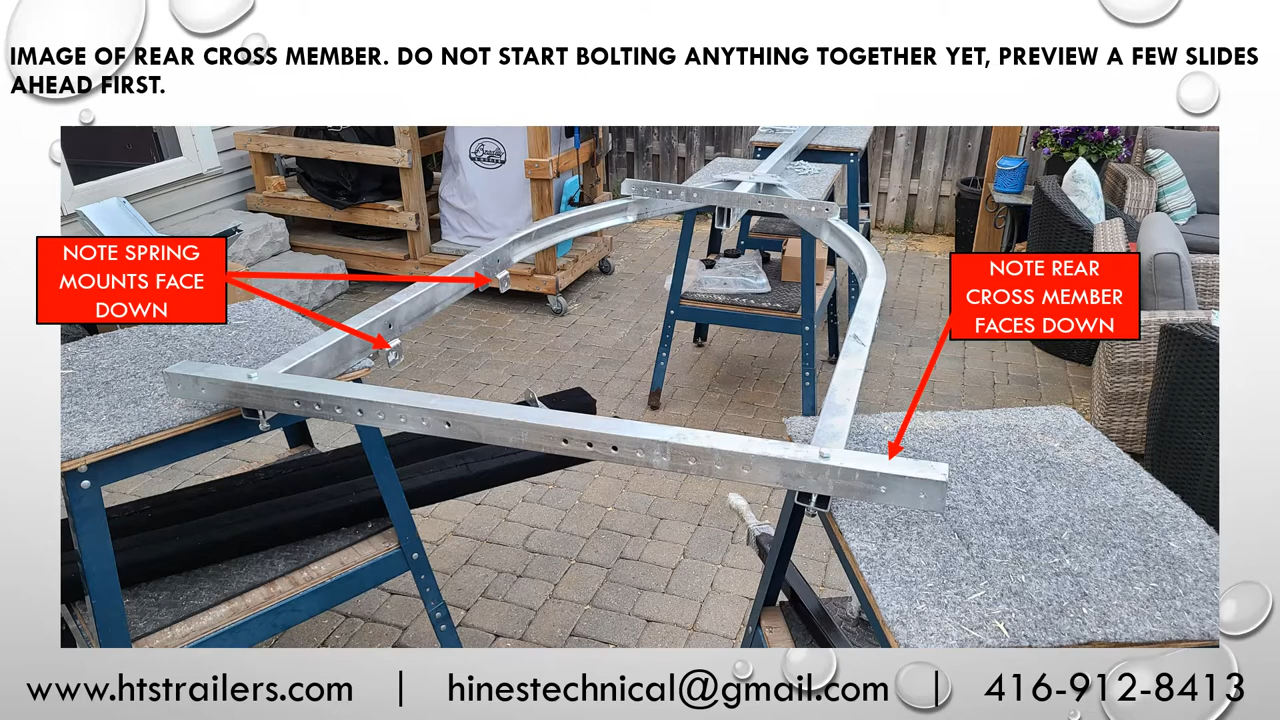 IMAGE OF REAR CROSS MEMBER. DO NOT START BOLTING ANYTHING TOGETHER YET, PREVIEW A FEW SLIDES
AHEAD FIRST.
NOTE SPRING
MOUNTS FACE
DOWN
NOTE REAR
CROSS MEMBER
FACES DOWN
www.htstrailers.com | hinestechnical@gmail.com | 416-912-8413